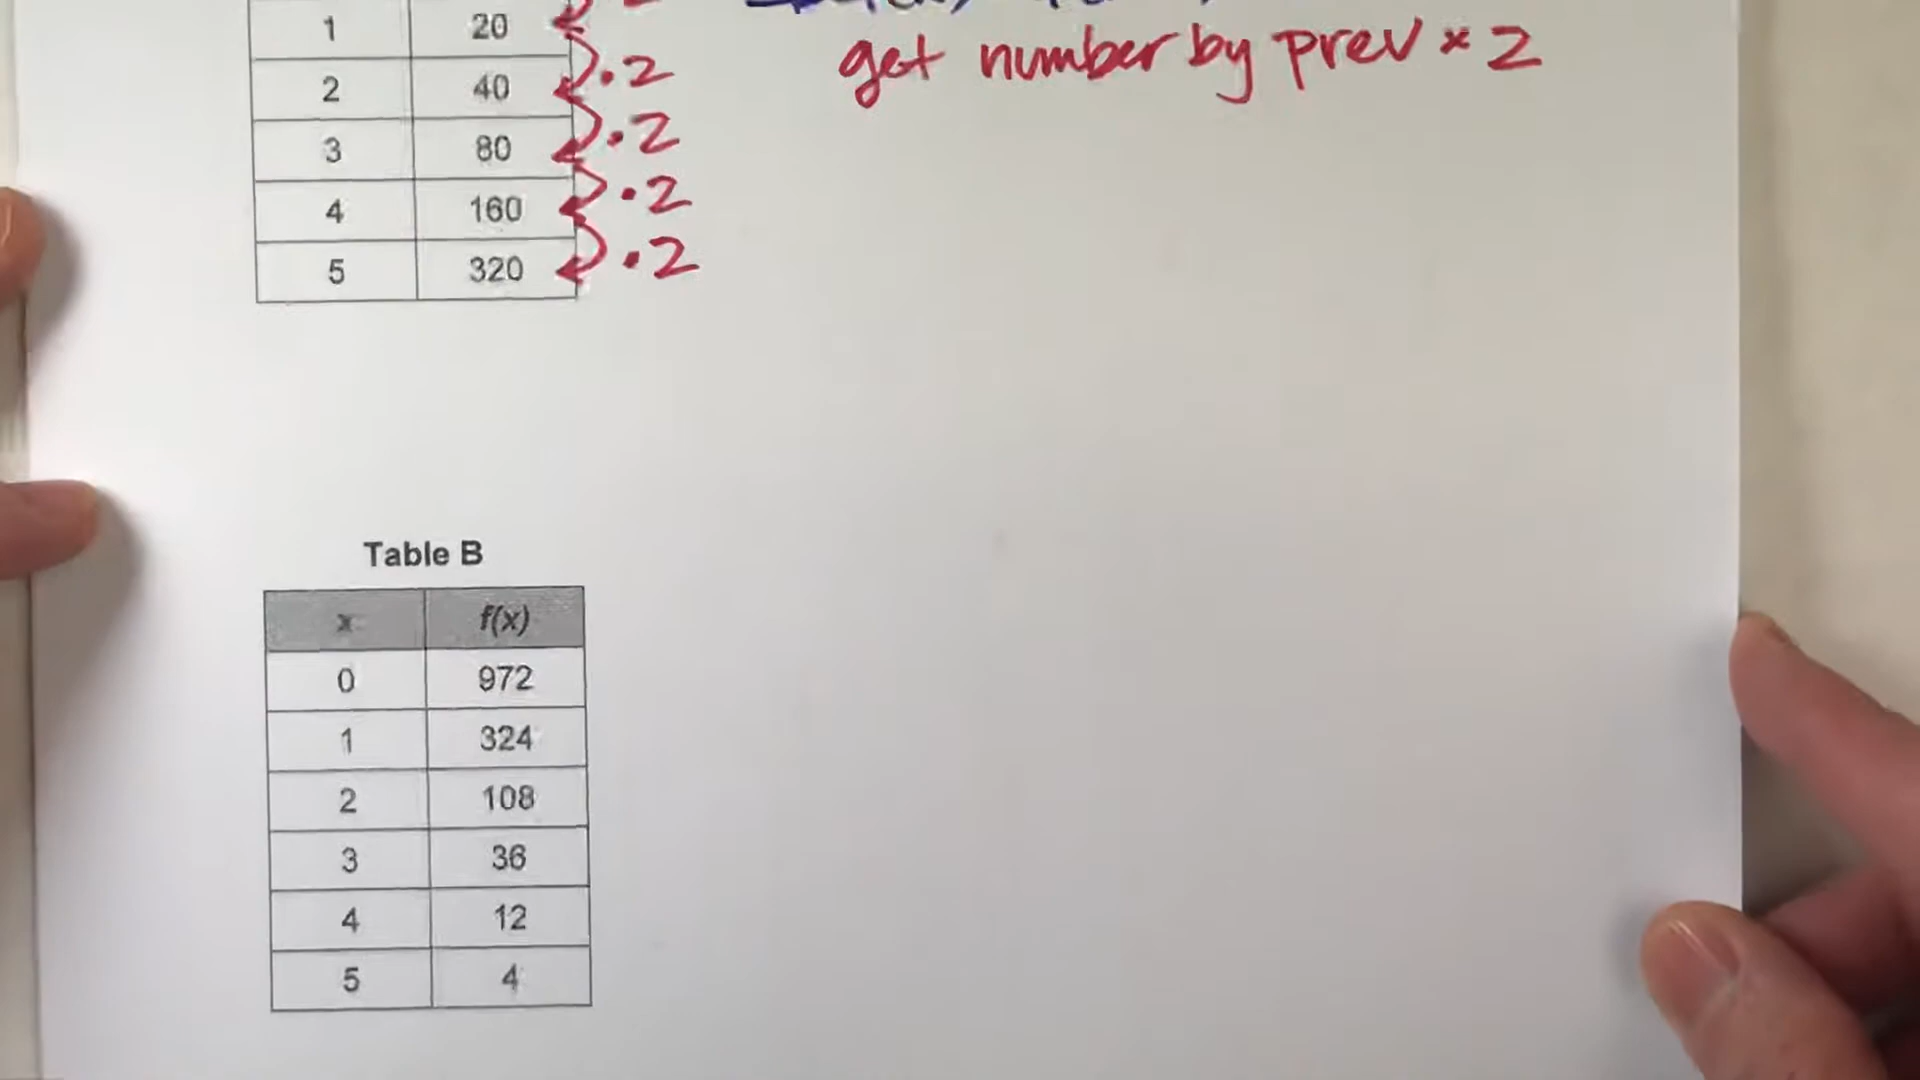 1 20
get number by prev × 2
2 40 • 2
3 80 • 2
4 160 • 2
5 320 • 2
Table B
x f(x)
0 972
1 324
2 108
3 36
4 12
5 4